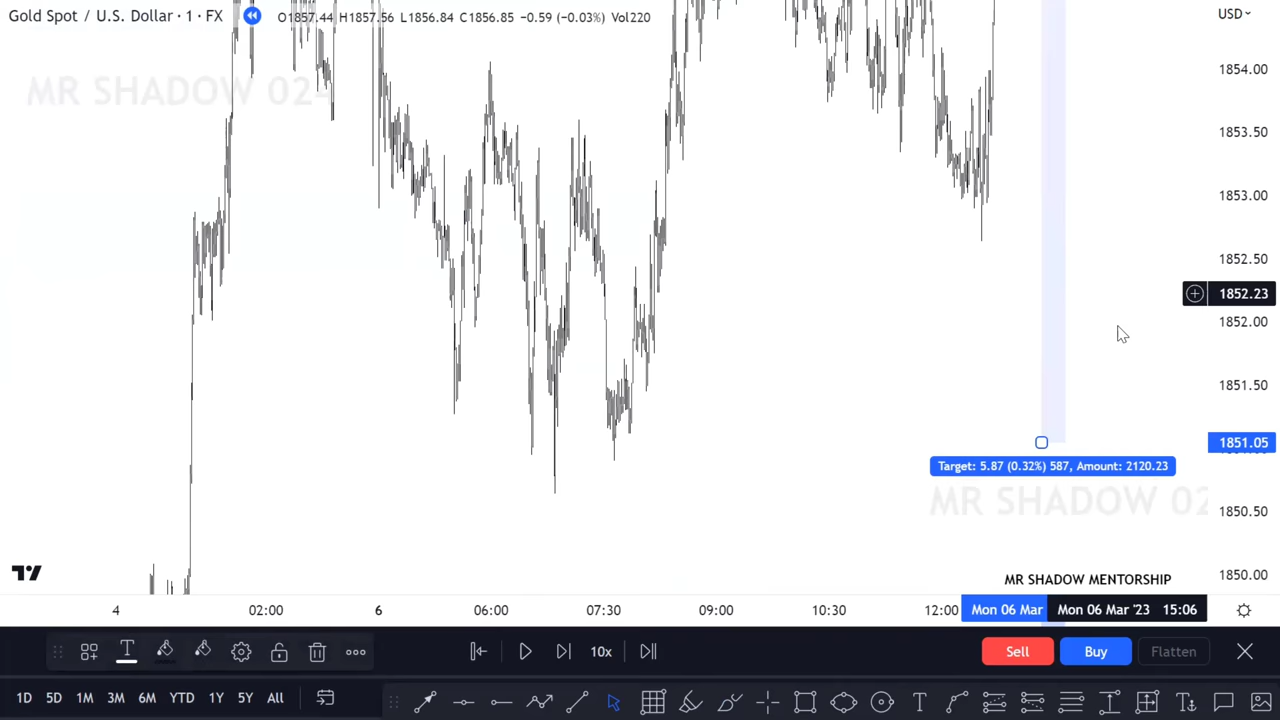 Gold Spot / U.S. Dollar · 1 · FX
O1857.44 H1857.56 L1856.84 C1856.85 −0.59 (−0.03%) Vol220
USD
MR SHADOW 024
1854.00
1853.50
1853.00
1852.50
1852.23
1852.00
1851.50
1851.05
Target: 5.87 (0.32%) 587, Amount: 2120.23
MR SHADOW 02
1850.50
1850.00
MR SHADOW MENTORSHIP
4 02:00 6 06:00 07:30 09:00 10:30 12:00 Mon 06 Mar Mon 06 Mar '23 15:06
10x Sell Buy Flatten
1D 5D 1M 3M 6M YTD 1Y 5Y All